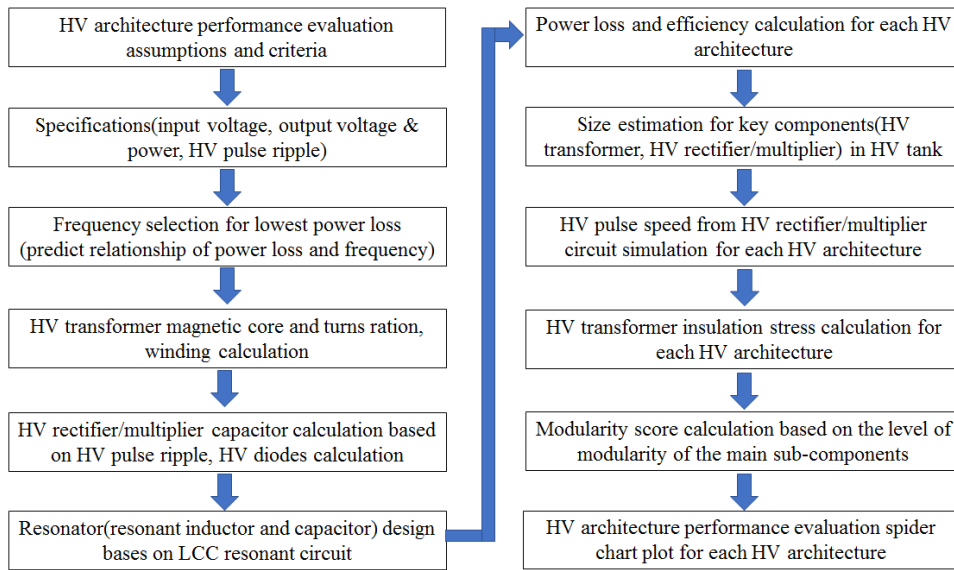 HV architecture performance evaluation
assumptions and criteria
Specifications(input voltage, output voltage &
power, HV pulse ripple)
Frequency selection for lowest power loss
(predict relationship of power loss and frequency)
HV transformer magnetic core and turns ration,
winding calculation
HV rectifier/multiplier capacitor calculation based
on HV pulse ripple, HV diodes calculation
Resonator(resonant inductor and capacitor) design
bases on LCC resonant circuit
Power loss and efficiency calculation for each HV
architecture
Size estimation for key components(HV
transformer, HV rectifier/multiplier) in HV tank
HV pulse speed from HV rectifier/multiplier
circuit simulation for each HV architecture
HV transformer insulation stress calculation for
each HV architecture
Modularity score calculation based on the level of
modularity of the main sub-components
HV architecture performance evaluation spider
chart plot for each HV architecture